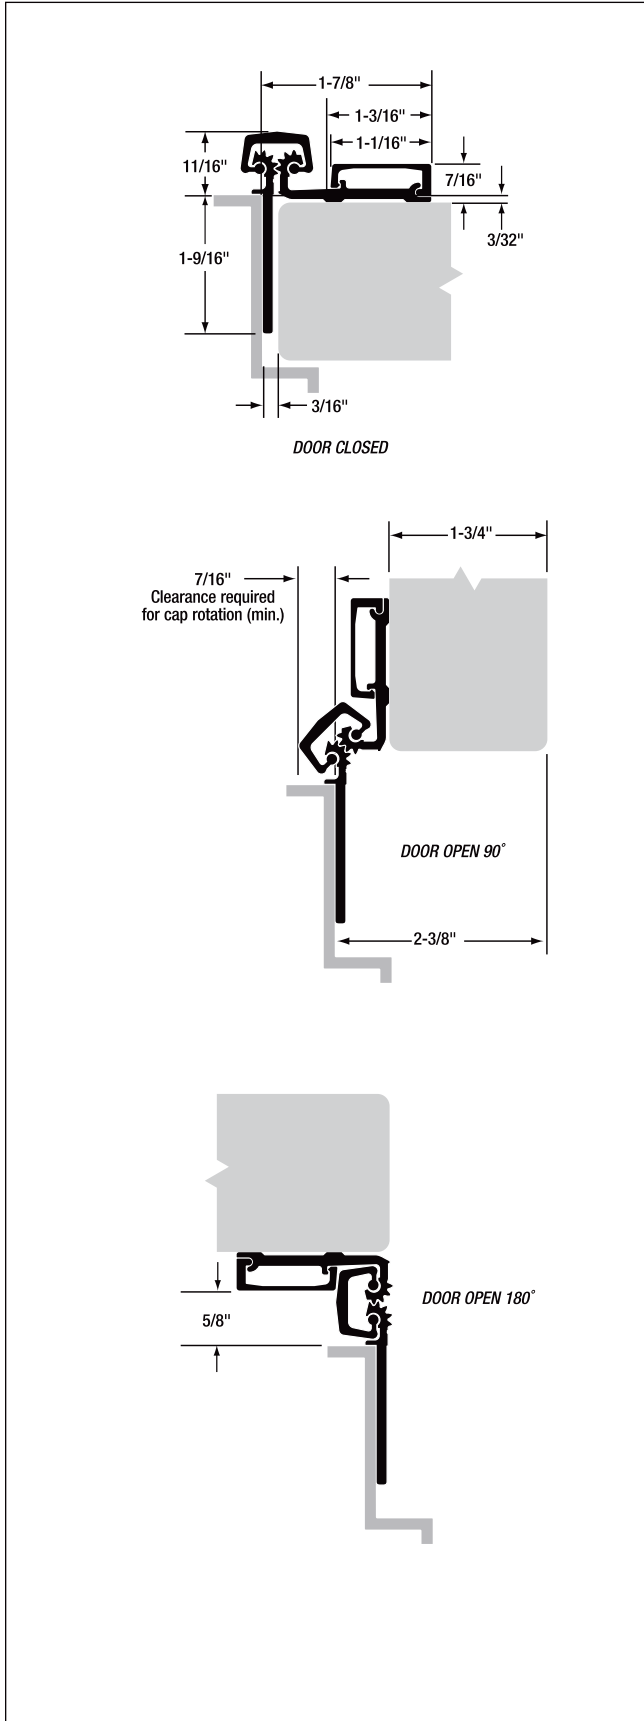 1-7/8"
1-3/16"
1-1/16"
11/16"
7/16"
3/32"
1-9/16"
3/16"
DOOR CLOSED
1-3/4"
7/16"
Clearance required
for cap rotation (min.)
DOOR OPEN 90°
2-3/8"
DOOR OPEN 180°
5/8"